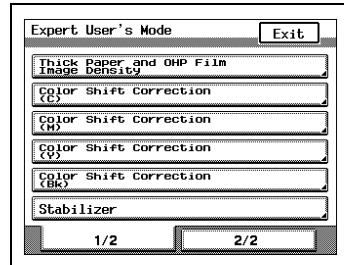 Expert User's Mode
Exit
Thick Paper and OHP Film
Image Density
Color Shift Correction
(C)
Color Shift Correction
(M)
Color Shift Correction
(Y)
Color Shift Correction
(Bk)
Stabilizer
1/2
2/2